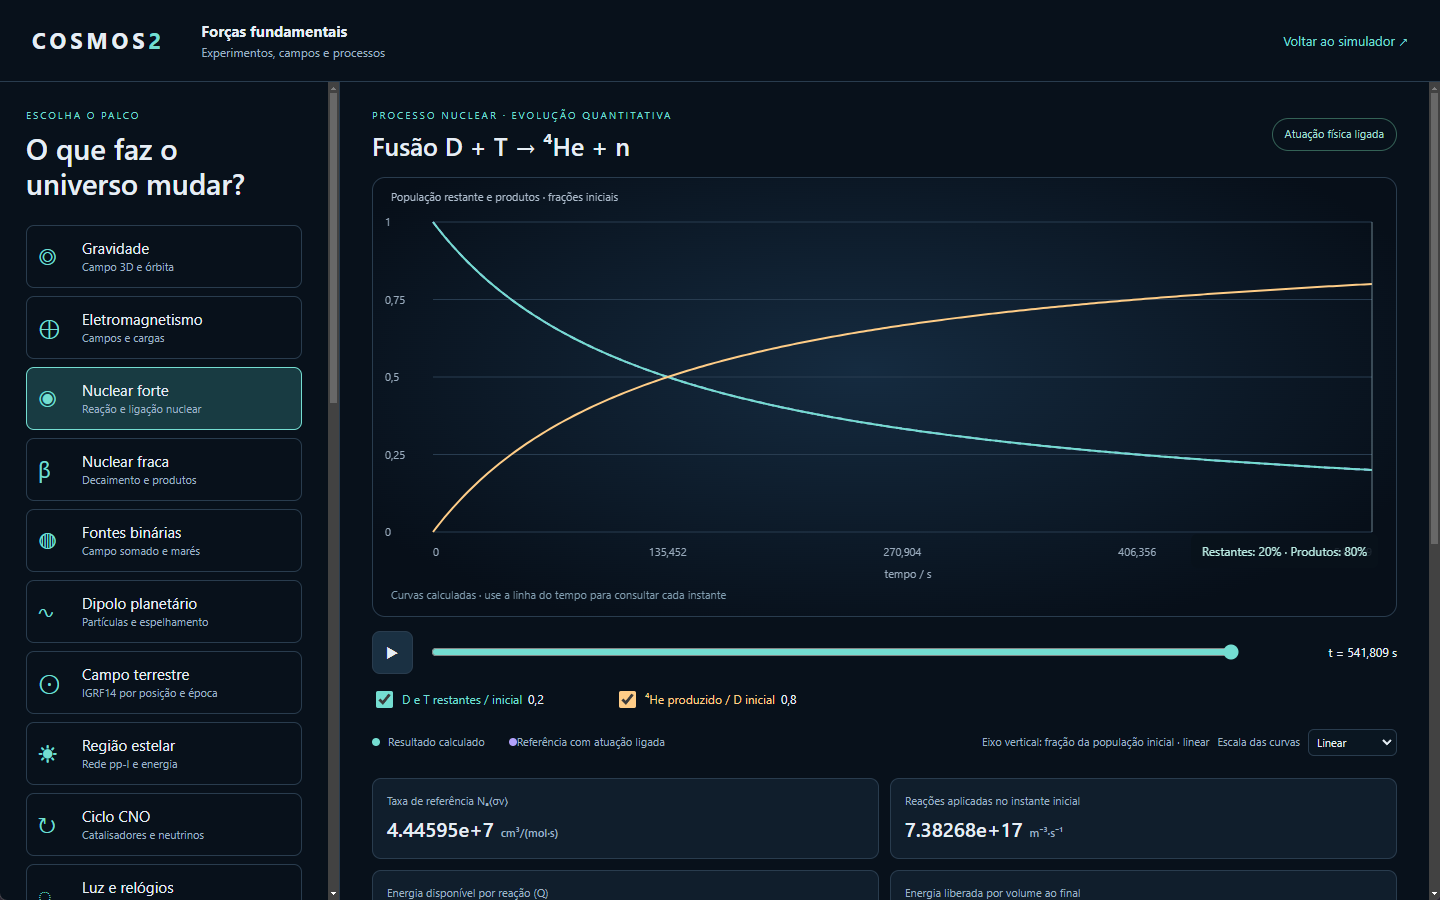 COSMOS2
Forças fundamentais
Experimentos, campos e processos
Voltar ao simulador ↗
ESCOLHA O PALCO
O que faz o
universo mudar?
Gravidade
Campo 3D e órbita
Eletromagnetismo
Campos e cargas
Nuclear forte
Reação e ligação nuclear
β
Nuclear fraca
Decaimento e produtos
Fontes binárias
Campo somado e marés
Dipolo planetário
Partículas e espelhamento
Campo terrestre
IGRF14 por posição e época
Região estelar
Rede pp-I e energia
Ciclo CNO
Catalisadores e neutrinos
Luz e relógios
PROCESSO NUCLEAR · EVOLUÇÃO QUANTITATIVA
Fusão D + T → ⁴He + n
Atuação física ligada
População restante e produtos · frações iniciais
1
0,75
0,5
0,25
0
0 135,452 270,904 406,356 Restantes: 20% · Produtos: 80%
tempo / s
Curvas calculadas · use a linha do tempo para consultar cada instante
t = 541,809 s
D e T restantes / inicial 0,2
⁴He produzido / D inicial 0,8
Resultado calculado
Referência com atuação ligada
Eixo vertical: fração da população inicial · linear
Escala das curvas Linear
Taxa de referência Nₐ⟨σv⟩
4.44595e+7 cm³/(mol·s)
Reações aplicadas no instante inicial
7.38268e+17 m⁻³·s⁻¹
Energia disponível por reação (Q)
Energia liberada por volume ao final